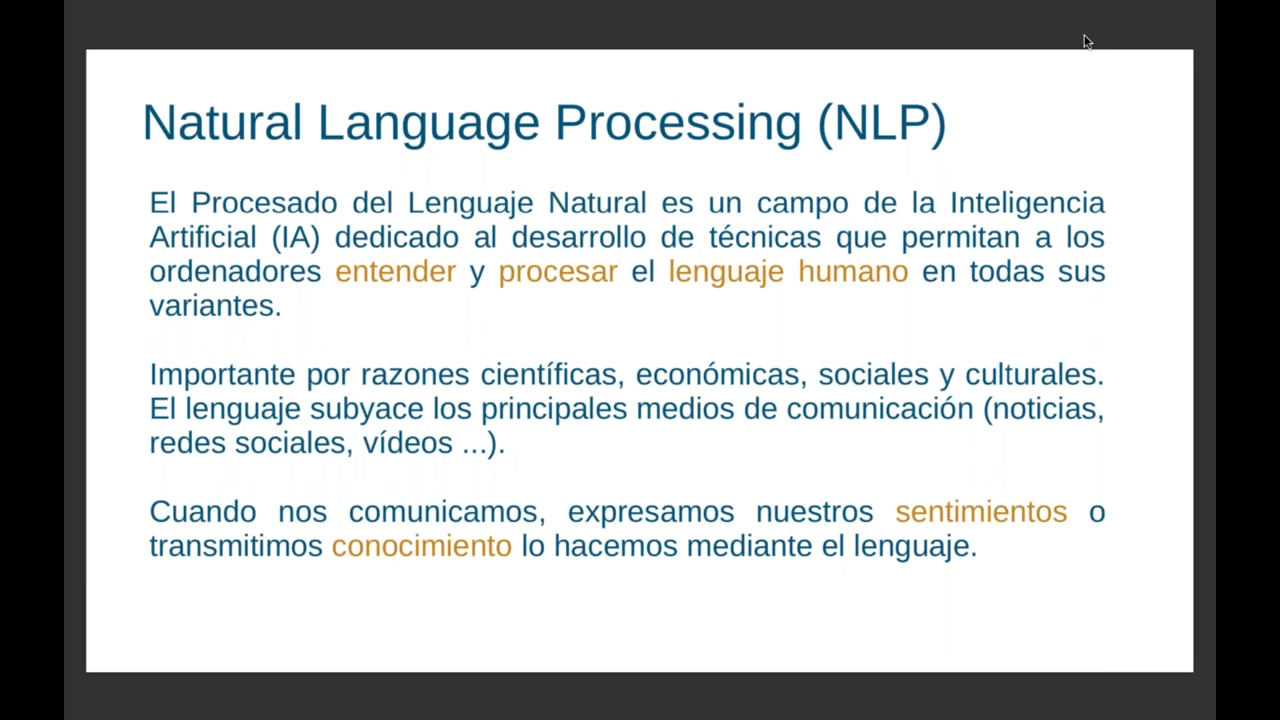 Natural Language Processing (NLP)
El Procesado del Lenguaje Natural es un campo de la Inteligencia
Artificial (IA) dedicado al desarrollo de técnicas que permitan a los
ordenadores entender y procesar el lenguaje humano en todas sus
variantes.
Importante por razones científicas, económicas, sociales y culturales.
El lenguaje subyace los principales medios de comunicación (noticias,
redes sociales, vídeos ...).
Cuando nos comunicamos, expresamos nuestros sentimientos o
transmitimos conocimiento lo hacemos mediante el lenguaje.